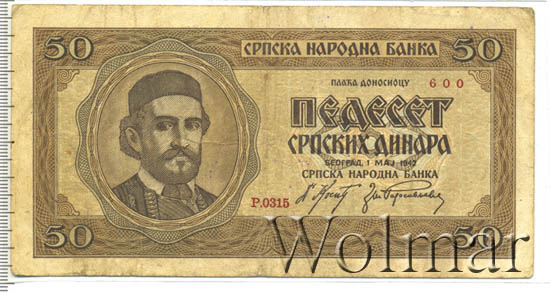 50 СРПСКА НАРОДНА БАНКА 50
ПЛАЋА ДОНОСИОЦУ 600
ПЕДЕСЕТ
СРПСКИХ ДИНАРА
БЕОГРАД, 1 МАЈ 1942
СРПСКА НАРОДНА БАНКА
P.0315
50 50
Wolmar